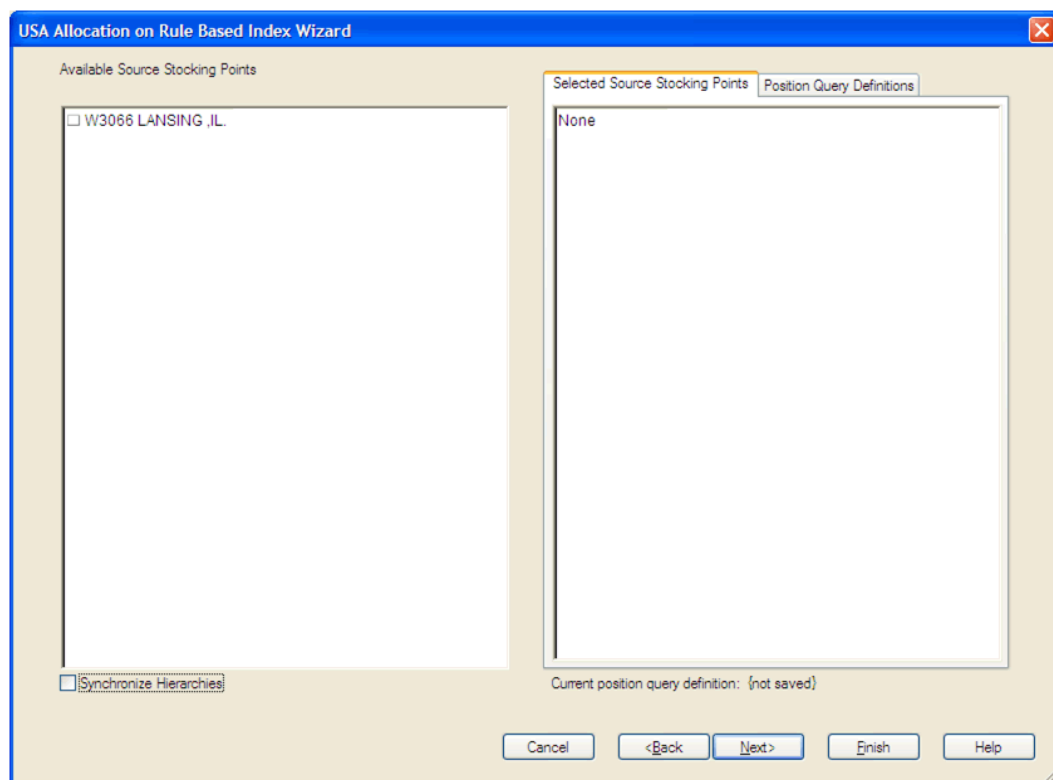 USA Allocation on Rule Based Index Wizard
Available Source Stocking Points
Selected Source Stocking Points
Position Query Definitions
W3066 LANSING ,IL.
None
Synchronize Hierarchies
Current position query definition: {not saved}
Cancel
<Back
Next>
Finish
Help